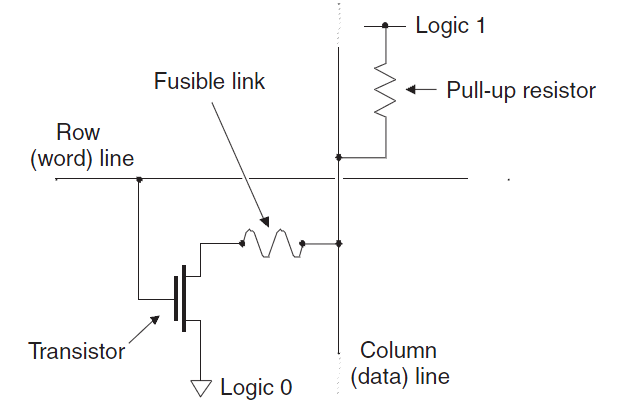 Logic 1
Fusible link
Pull-up resistor
Row
(word) line
Transistor
Column
(data) line
Logic 0